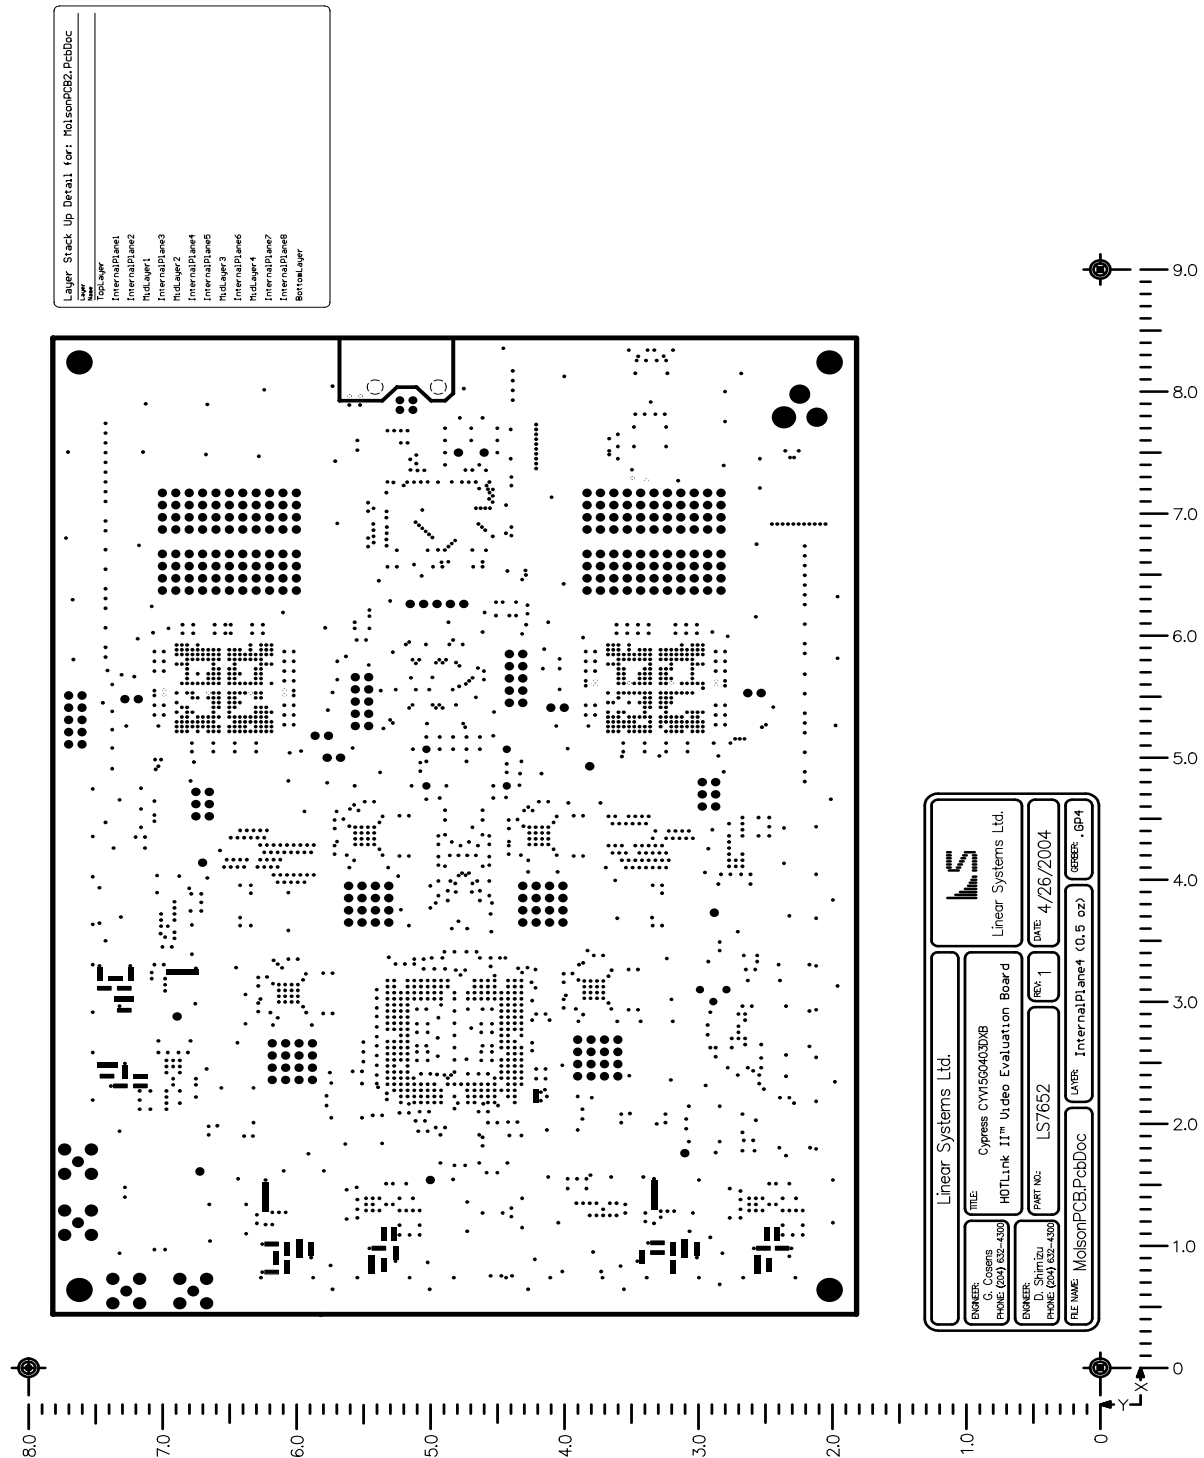 Layer Stack Up Detail for: MolsonPCB2.PcbDoc
Layer
Name
TopLayer
InternalPlane1
InternalPlane2
MidLayer1
InternalPlane3
MidLayer2
InternalPlane4
InternalPlane5
MidLayer3
InternalPlane6
MidLayer4
InternalPlane7
InternalPlane8
BottomLayer
Linear Systems Ltd.
LS
Linear Systems Ltd.
ENGINEER:
G. Cosens
PHONE: (204) 632-4300
TITLE:
Cypress CYV15G0403DXB
HOTLink II™ Video Evaluation Board
ENGINEER:
D. Shimizu
PHONE: (204) 632-4300
PART NO.: LS7652
REV.: 1
DATE: 4/26/2004
FILE NAME: MolsonPCB.PcbDoc
LAYER: InternalPlane4 (0.5 oz)
GERBER: .GP4
9.0
8.0
7.0
6.0
5.0
4.0
3.0
2.0
1.0
0
X
Y
8.0
7.0
6.0
5.0
4.0
3.0
2.0
1.0
0